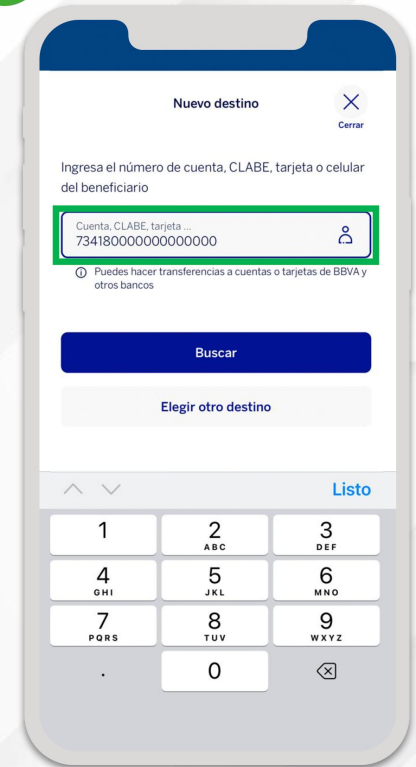 Nuevo destino
Cerrar
Ingresa el número de cuenta, CLABE, tarjeta o celular
del beneficiario
Cuenta, CLABE, tarjeta ...
734180000000000000
Puedes hacer transferencias a cuentas o tarjetas de BBVA y
otros bancos
Buscar
Elegir otro destino
Listo
1 2 3
ABC DEF
4 5 6
GHI JKL MNO
7 8 9
PQRS TUV WXYZ
. 0